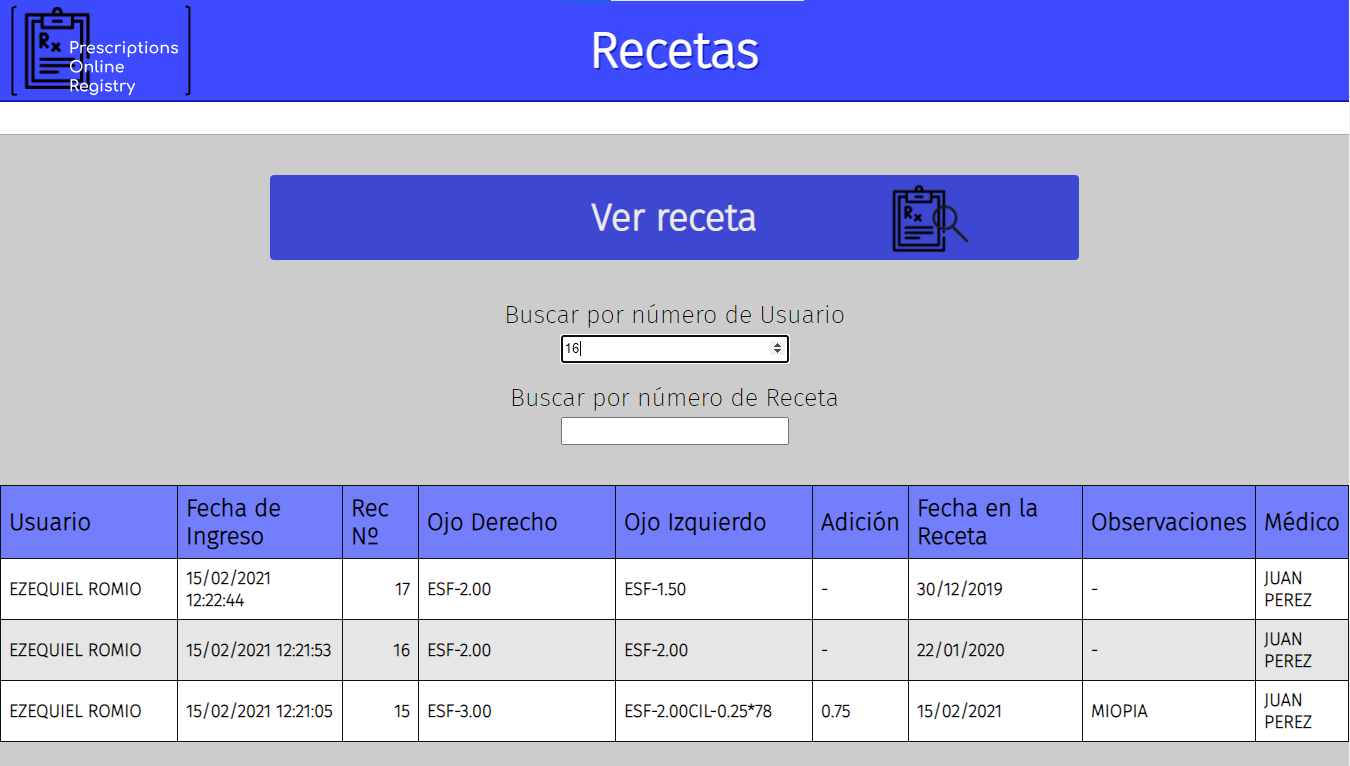 Rx
Prescriptions
Online
Registry
Recetas
Ver receta
Rx
Buscar por número de Usuario
16
Buscar por número de Receta
Usuario Fecha de Ingreso Rec Nº Ojo Derecho Ojo Izquierdo Adición Fecha en la Receta Observaciones Médico
EZEQUIEL ROMIO 15/02/2021 12:22:44 17 ESF-2.00 ESF-1.50 - 30/12/2019 - JUAN PEREZ
EZEQUIEL ROMIO 15/02/2021 12:21:53 16 ESF-2.00 ESF-2.00 - 22/01/2020 - JUAN PEREZ
EZEQUIEL ROMIO 15/02/2021 12:21:05 15 ESF-3.00 ESF-2.00CIL-0.25*78 0.75 15/02/2021 MIOPIA JUAN PEREZ